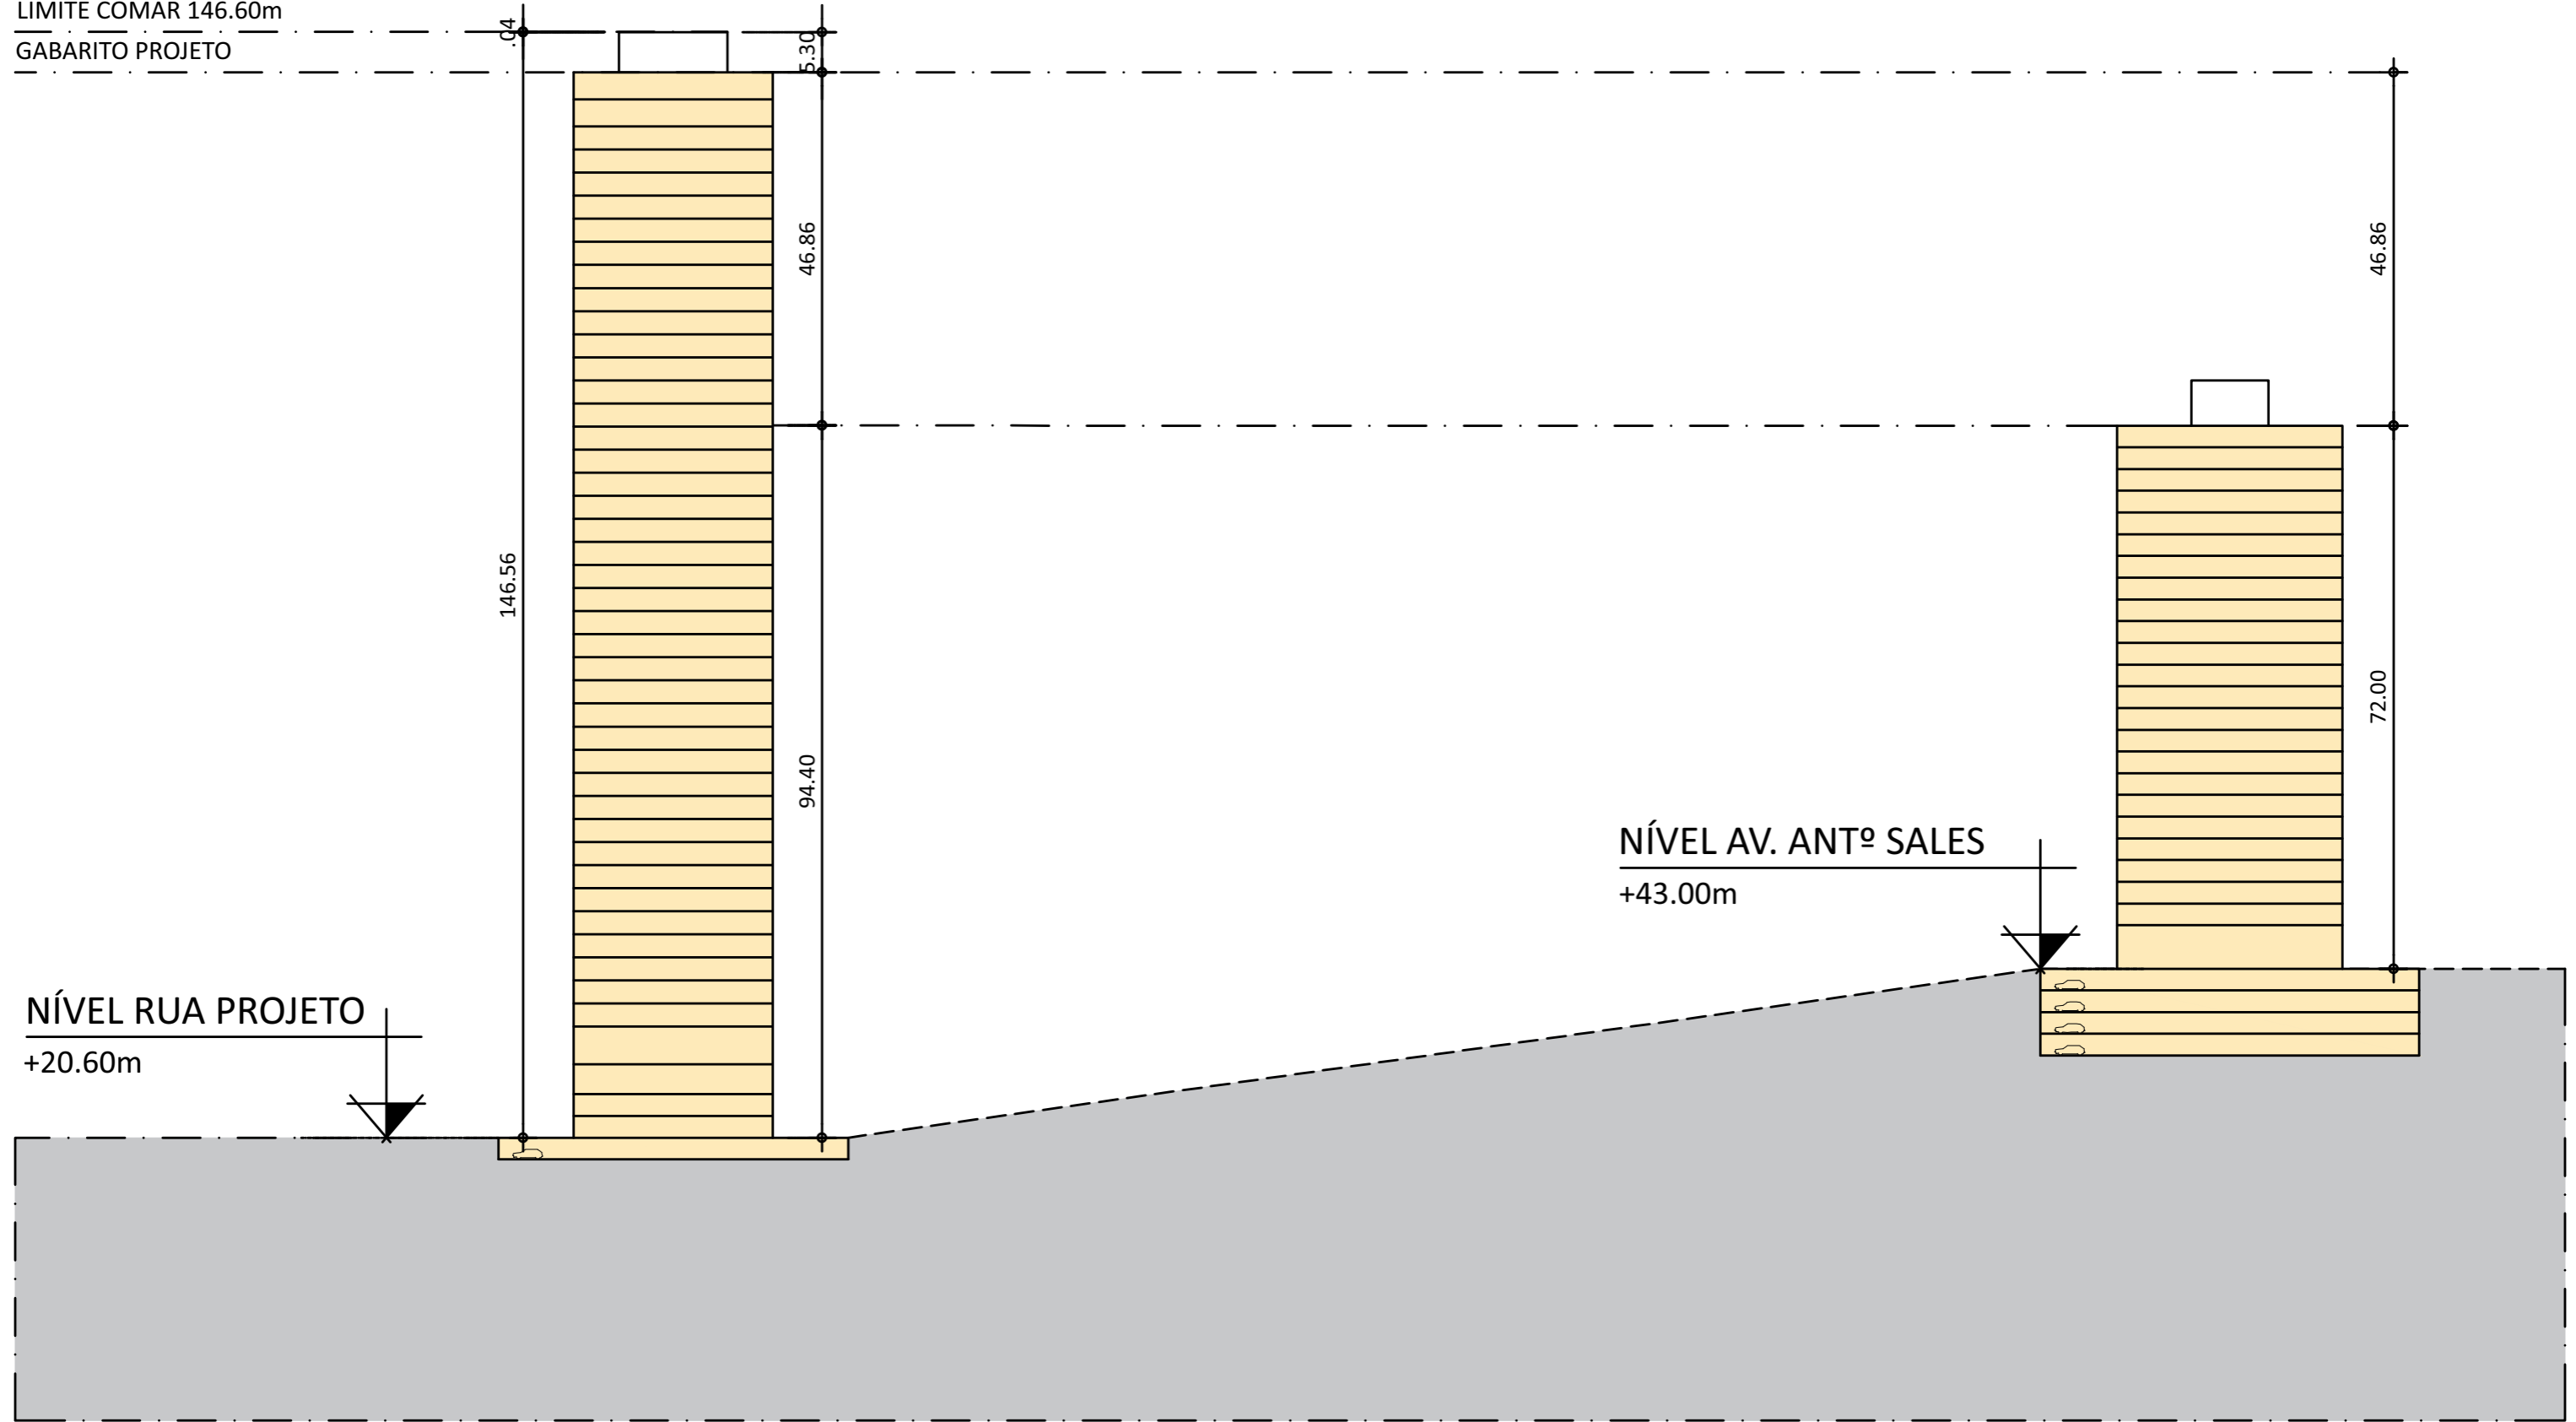 LIMITE COMAR 146.60m
GABARITO PROJETO
.04
5.30
46.86
46.86
146.56
94.40
72.00
NÍVEL AV. ANTº SALES
+43.00m
NÍVEL RUA PROJETO
+20.60m